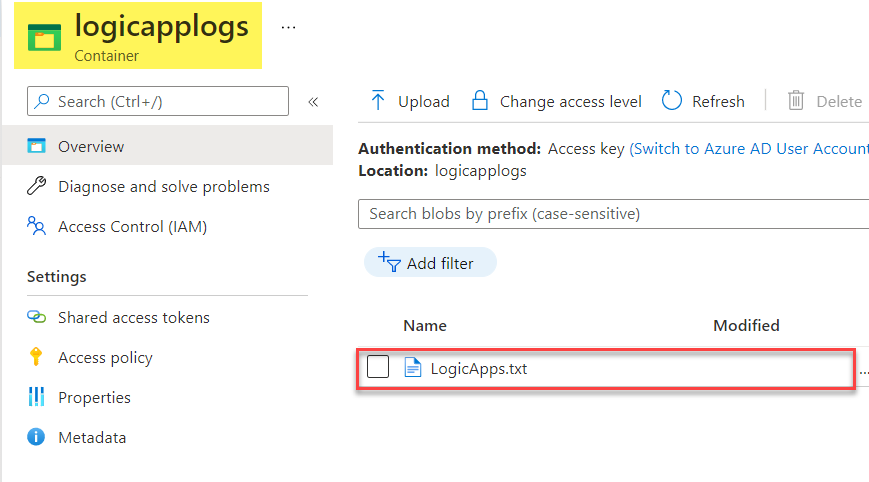 logicapplogs ...
Container
Search (Ctrl+/) «
Overview
Diagnose and solve problems
Access Control (IAM)
Settings
Shared access tokens
Access policy
Properties
Metadata
Upload Change access level Refresh Delete
Authentication method: Access key (Switch to Azure AD User Account
Location: logicapplogs
Search blobs by prefix (case-sensitive)
Add filter
Name Modified
LogicApps.txt ...